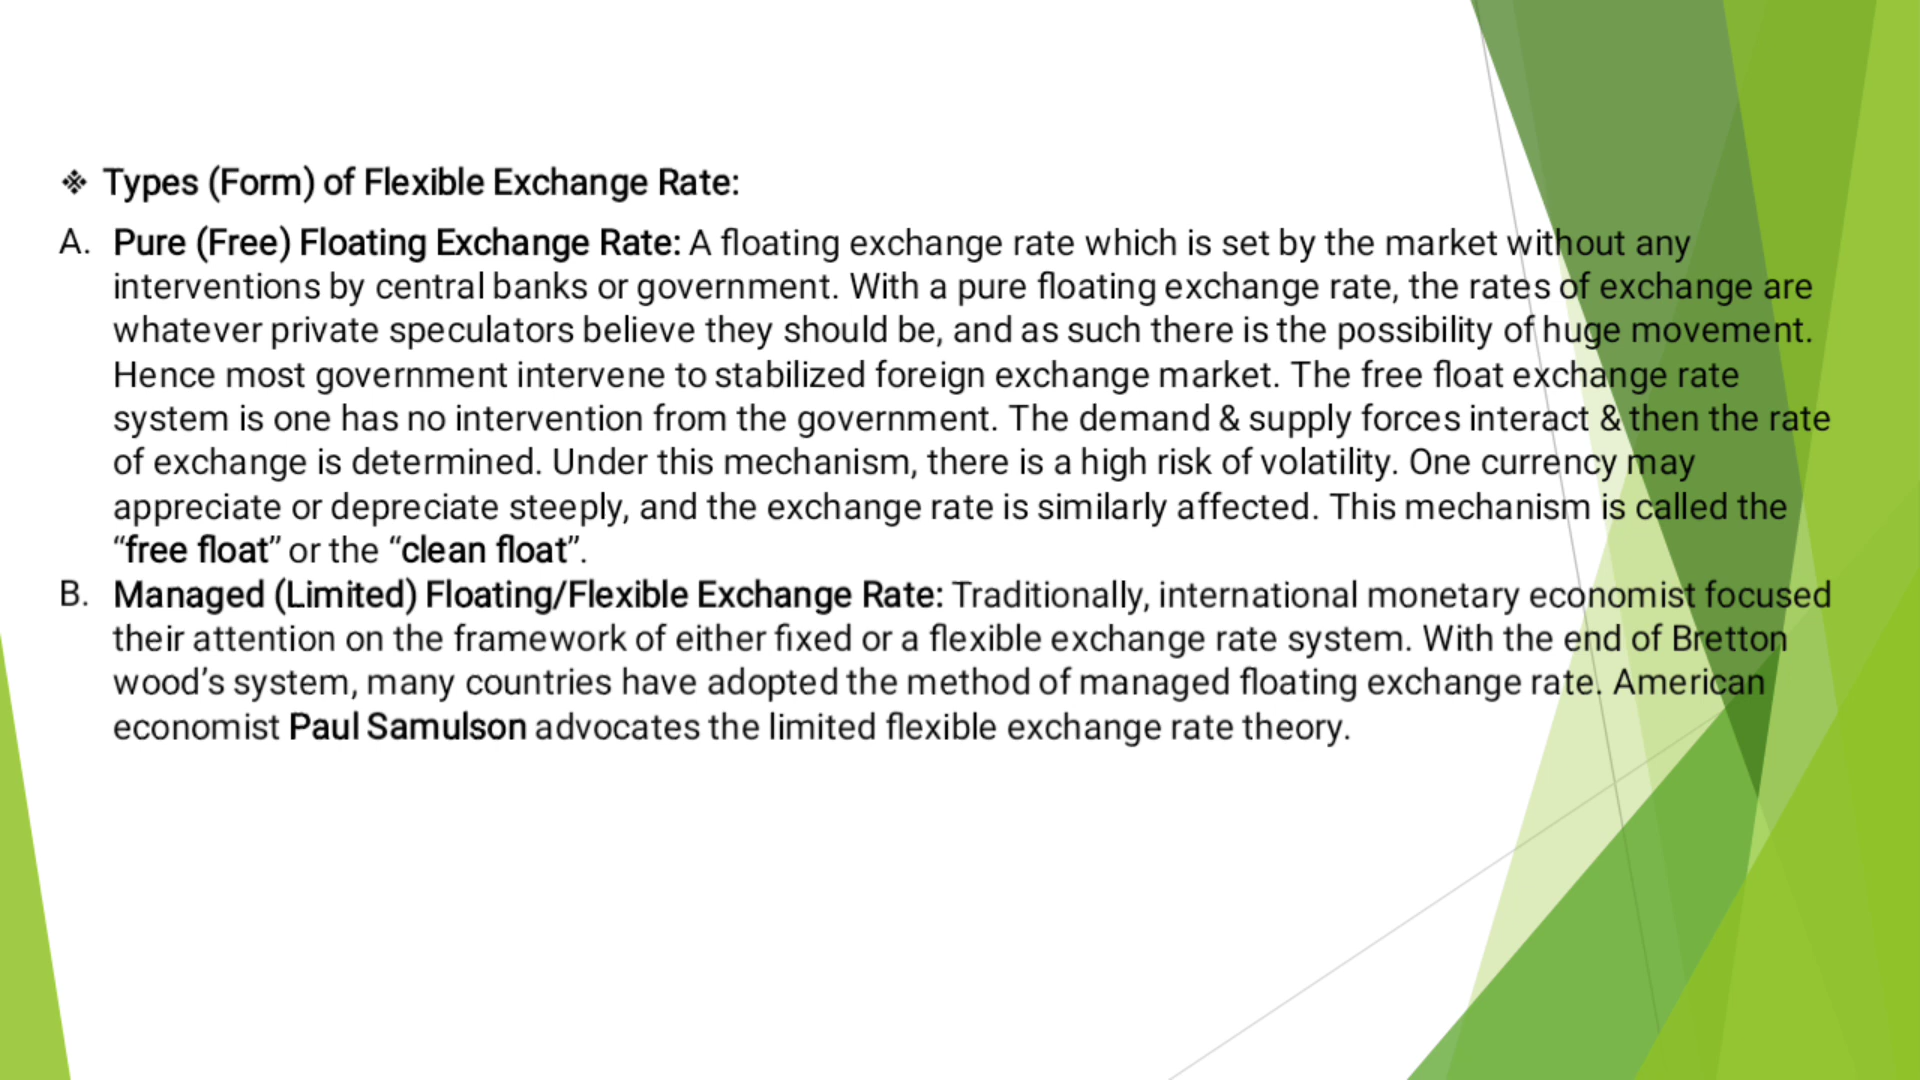 ❖ Types (Form) of Flexible Exchange Rate:
A. Pure (Free) Floating Exchange Rate: A floating exchange rate which is set by the market without any
interventions by central banks or government. With a pure floating exchange rate, the rates of exchange are
whatever private speculators believe they should be, and as such there is the possibility of huge movement.
Hence most government intervene to stabilized foreign exchange market. The free float exchange rate
system is one has no intervention from the government. The demand & supply forces interact & then the rate
of exchange is determined. Under this mechanism, there is a high risk of volatility. One currency may
appreciate or depreciate steeply, and the exchange rate is similarly affected. This mechanism is called the
“free float” or the “clean float”.
B. Managed (Limited) Floating/Flexible Exchange Rate: Traditionally, international monetary economist focused
their attention on the framework of either fixed or a flexible exchange rate system. With the end of Bretton
wood’s system, many countries have adopted the method of managed floating exchange rate. American
economist Paul Samulson advocates the limited flexible exchange rate theory.